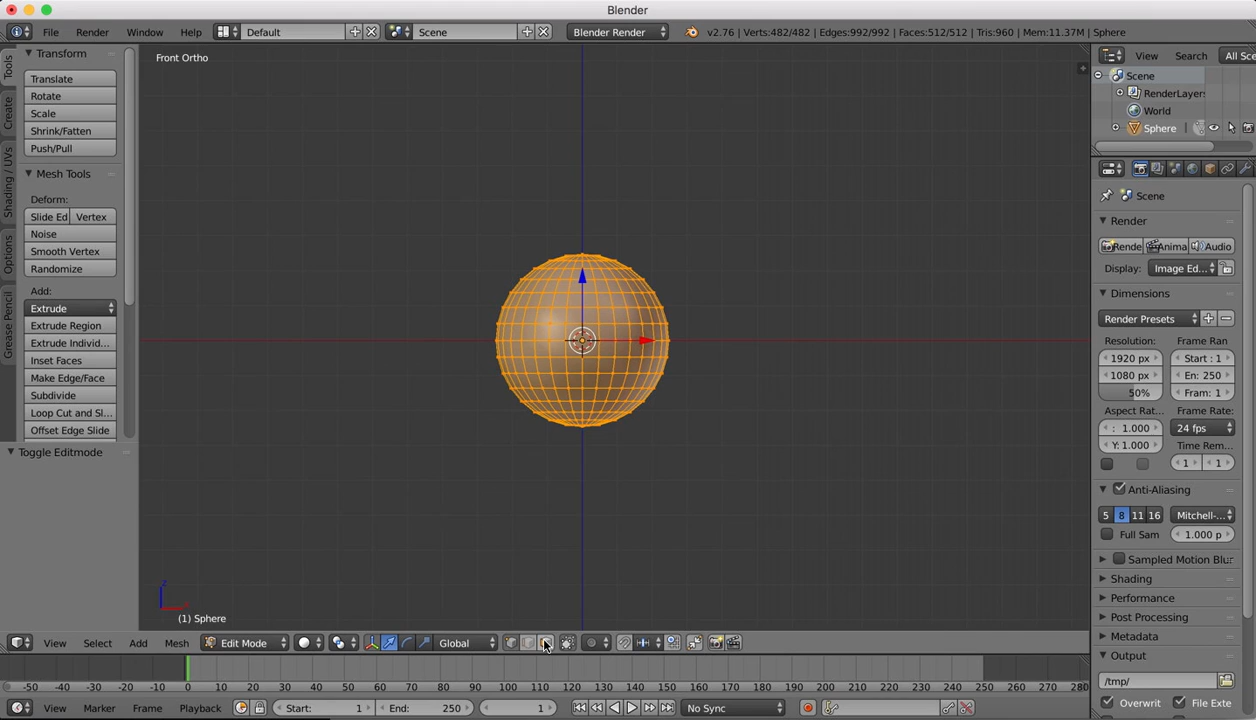 Blender
File Render Window Help Default Scene Blender Render v2.76 | Verts:482/482 | Edges:992/992 | Faces:512/512 | Tris:960 | Mem:11.37M | Sphere
Tools
Create
Shading / UVs
Options
Grease Pencil
Transform
Translate
Rotate
Scale
Shrink/Fatten
Push/Pull
Mesh Tools
Deform:
Slide Ed Vertex
Noise
Smooth Vertex
Randomize
Add:
Extrude
Extrude Region
Extrude Individ...
Inset Faces
Make Edge/Face
Subdivide
Loop Cut and Sl...
Offset Edge Slide
Toggle Editmode
Front Ortho
z
(1) Sphere
View Select Add Mesh Edit Mode Global
-50 -40 -30 -20 -10 0 10 20 30 40 50 60 70 80 90 100 110 120 130 140 150 160 170 180 190 200 210 220 230 240 250 260 270 280
View Marker Frame Playback Start: 1 End: 250 1 No Sync
View Search All Sce
Scene
RenderLayers
World
Sphere |
Scene
Render
Rende Anima Audio
Display: Image Ed...
Dimensions
Render Presets
Resolution: Frame Ran
1920 px Start : 1
1080 px En: 250
50% Fram: 1
Aspect Rat... Frame Rate:
: 1.000 24 fps
Y: 1.000 Time Rem...
1 1
Anti-Aliasing
5 8 11 16 Mitchell-...
Full Sam 1.000 p
Sampled Motion Blur
Shading
Performance
Post Processing
Metadata
Output
/tmp/
Overwrit File Exte